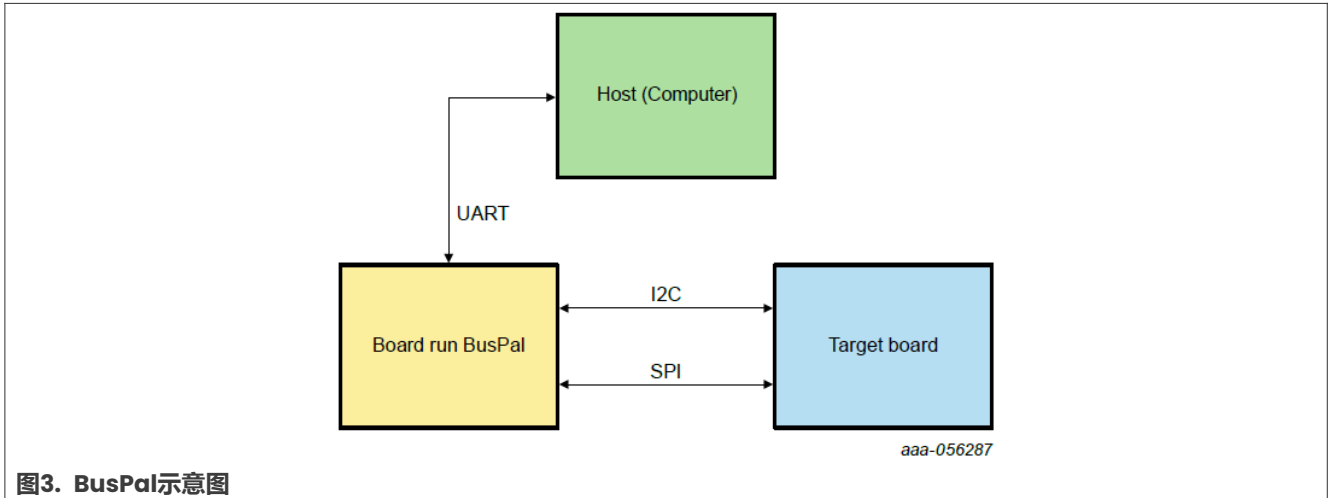 Host (Computer)
UART
Board run BusPal
I2C
SPI
Target board
aaa-056287
图3. BusPal示意图